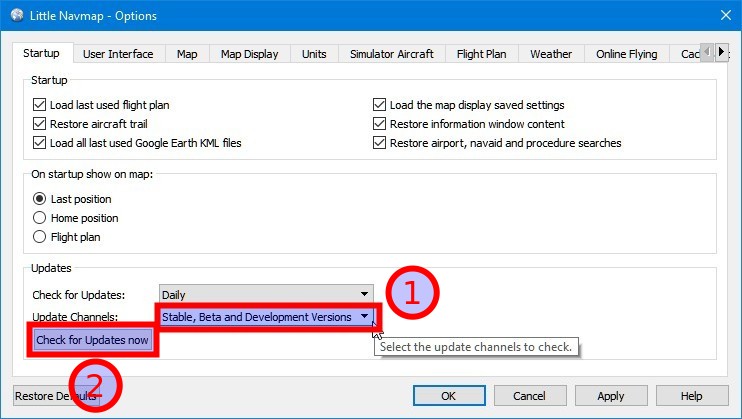 Little Navmap - Options
Startup User Interface Map Map Display Units Simulator Aircraft Flight Plan Weather Online Flying
Startup
Load last used flight plan Load the map display saved settings
Restore aircraft trail Restore information window content
Load all last used Google Earth KML files Restore airport, navaid and procedure searches
On startup show on map:
Last position
Home position
Flight plan
Updates
Check for Updates: Daily
1
Update Channels: Stable, Beta and Development Versions
Check for Updates now
Select the update channels to check.
2
Restore Defaults OK Cancel Apply Help